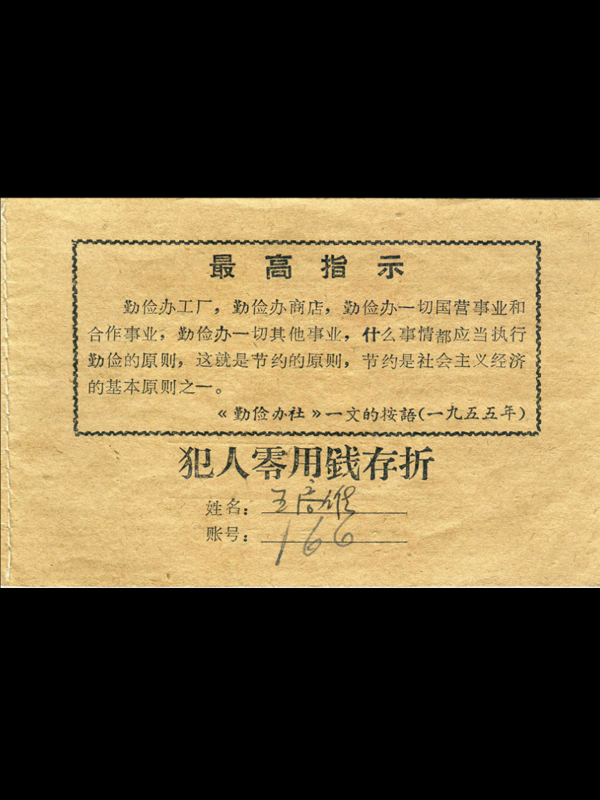 最高指示
勤俭办工厂，勤俭办商店，勤俭办一切国营事业和
合作事业，勤俭办一切其他事业，什么事情都应当执行
勤俭的原则，这就是节约的原则，节约是社会主义经济
的基本原则之一。
《勤俭办社》一文的按語(一九五五年)
犯人零用銭存折
姓名：王
账号：166